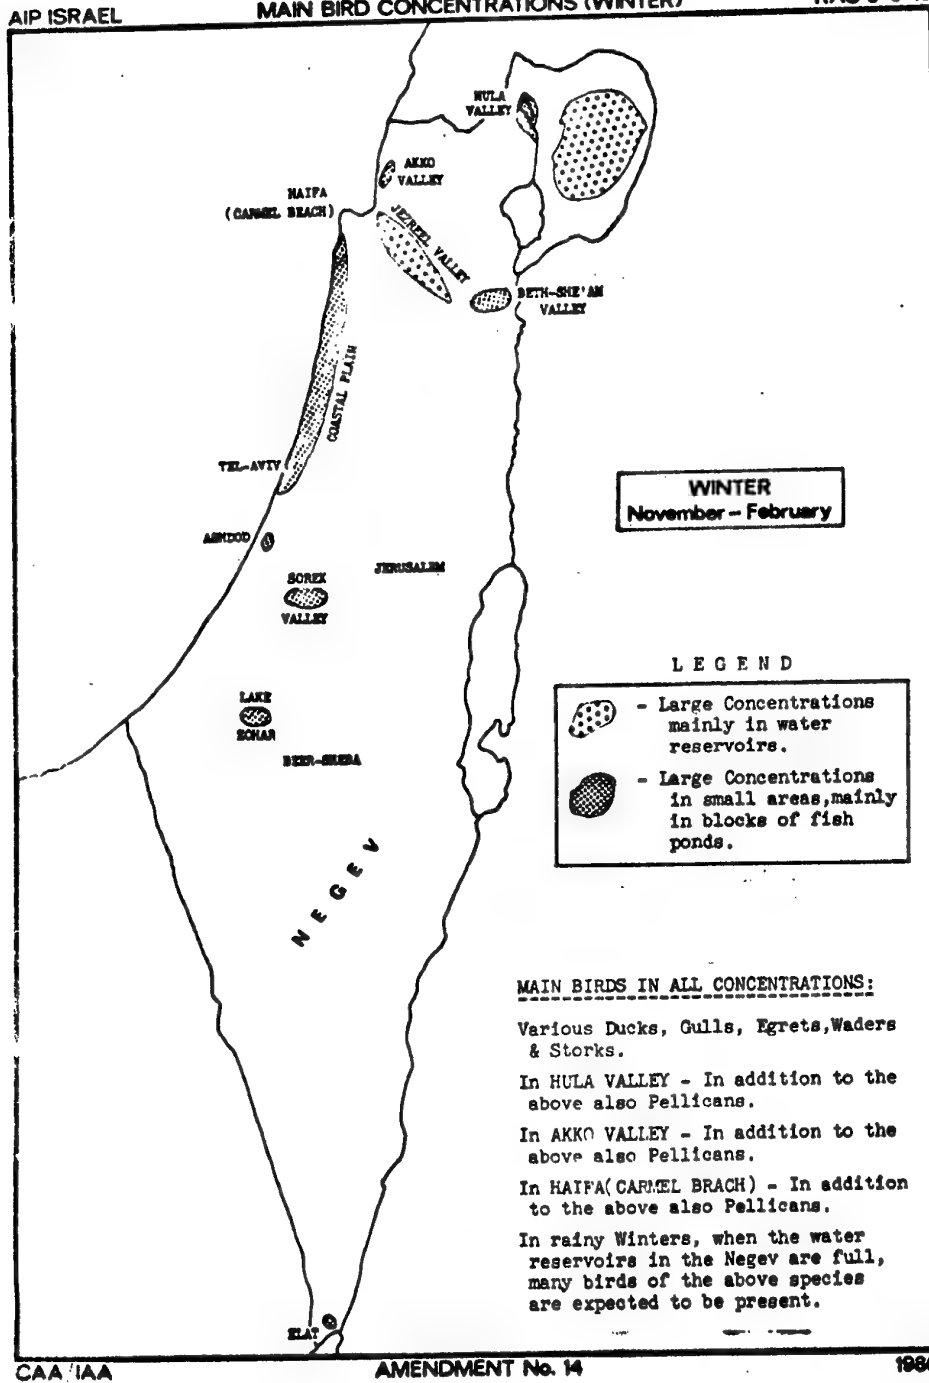 AIP ISRAEL
MAIN BIRD CONCENTRATIONS (WINTER)
HULA
VALLEY
AKKO
VALLEY
HAIFA
(CARMEL BEACH)
JEZREEL VALLEY
BETH-SHE'AN
VALLEY
COASTAL PLAIN
TEL-AVIV
WINTER
November - February
ASHDOD
JERUSALEM
SOREK
VALLEY
LEGEND
LAKE
ZOHAR
BEER-SHEBA
- Large Concentrations
mainly in water
reservoirs.
- Large Concentrations
in small areas,mainly
in blocks of fish
ponds.
NEGEV
MAIN BIRDS IN ALL CONCENTRATIONS:
Various Ducks, Gulls, Egrets,Waders
& Storks.
In HULA VALLEY - In addition to the
above also Pellicans.
In AKKO VALLEY - In addition to the
above also Pellicans.
In HAIFA(CARMEL BRACH) - In addition
to the above also Pellicans.
In rainy Winters, when the water
reservoirs in the Negev are full,
many birds of the above species
are expected to be present.
ELAT
CAA/IAA
AMENDMENT No. 14